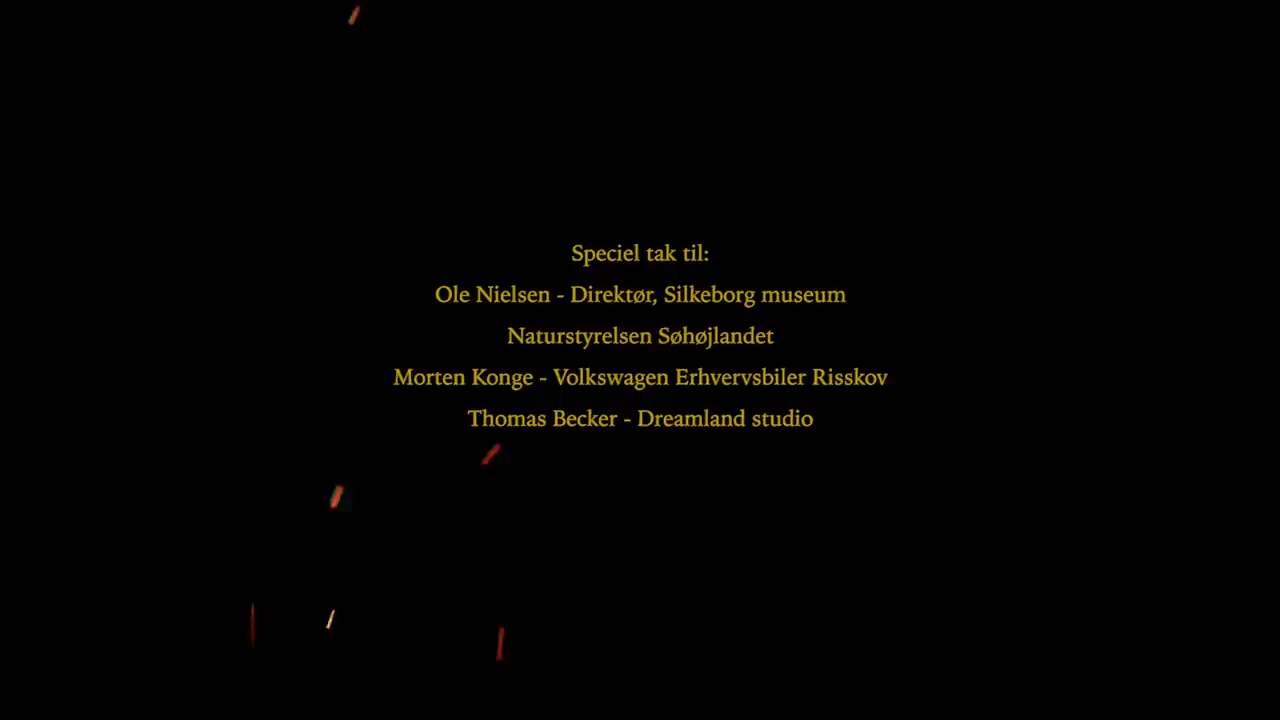 Speciel tak til:
Ole Nielsen - Direktør, Silkeborg museum
Naturstyrelsen Søhøjlandet
Morten Konge - Volkswagen Erhvervsbiler Risskov
Thomas Becker - Dreamland studio